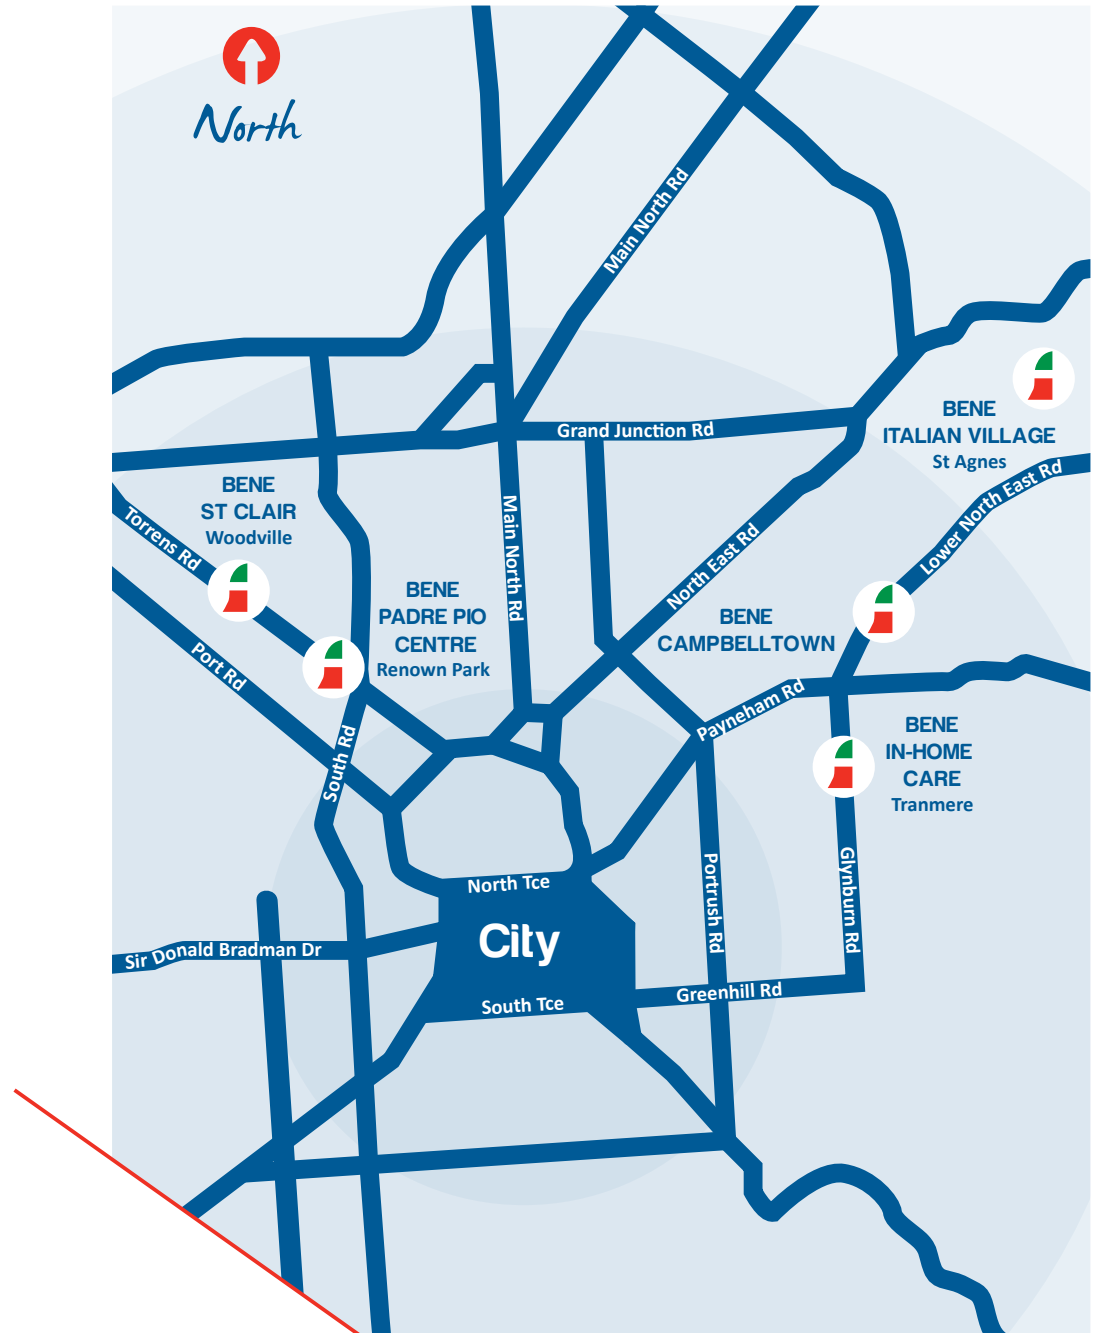 North
Main North Rd
Grand Junction Rd
BENE
ITALIAN VILLAGE
St Agnes
BENE
ST CLAIR
Woodville
Torrens Rd
Lower North East Rd
Main North Rd
North East Rd
BENE
PADRE PIO
CENTRE
Renown Park
BENE
CAMPBELLTOWN
Port Rd
Payneham Rd
South Rd
BENE
IN-HOME
CARE
Tranmere
North Tce
Portrush Rd
Glynburn Rd
City
Sir Donald Bradman Dr
Greenhill Rd
South Tce